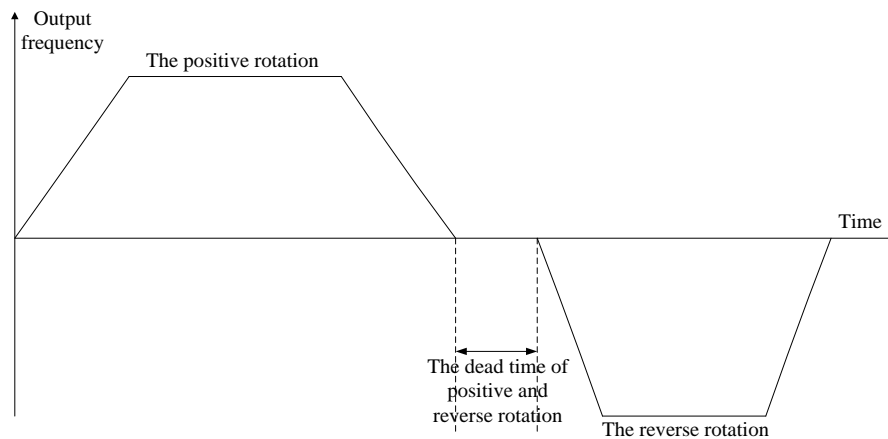 Output
frequency
The positive rotation
Time
The dead time of
positive and
reverse rotation
The reverse rotation